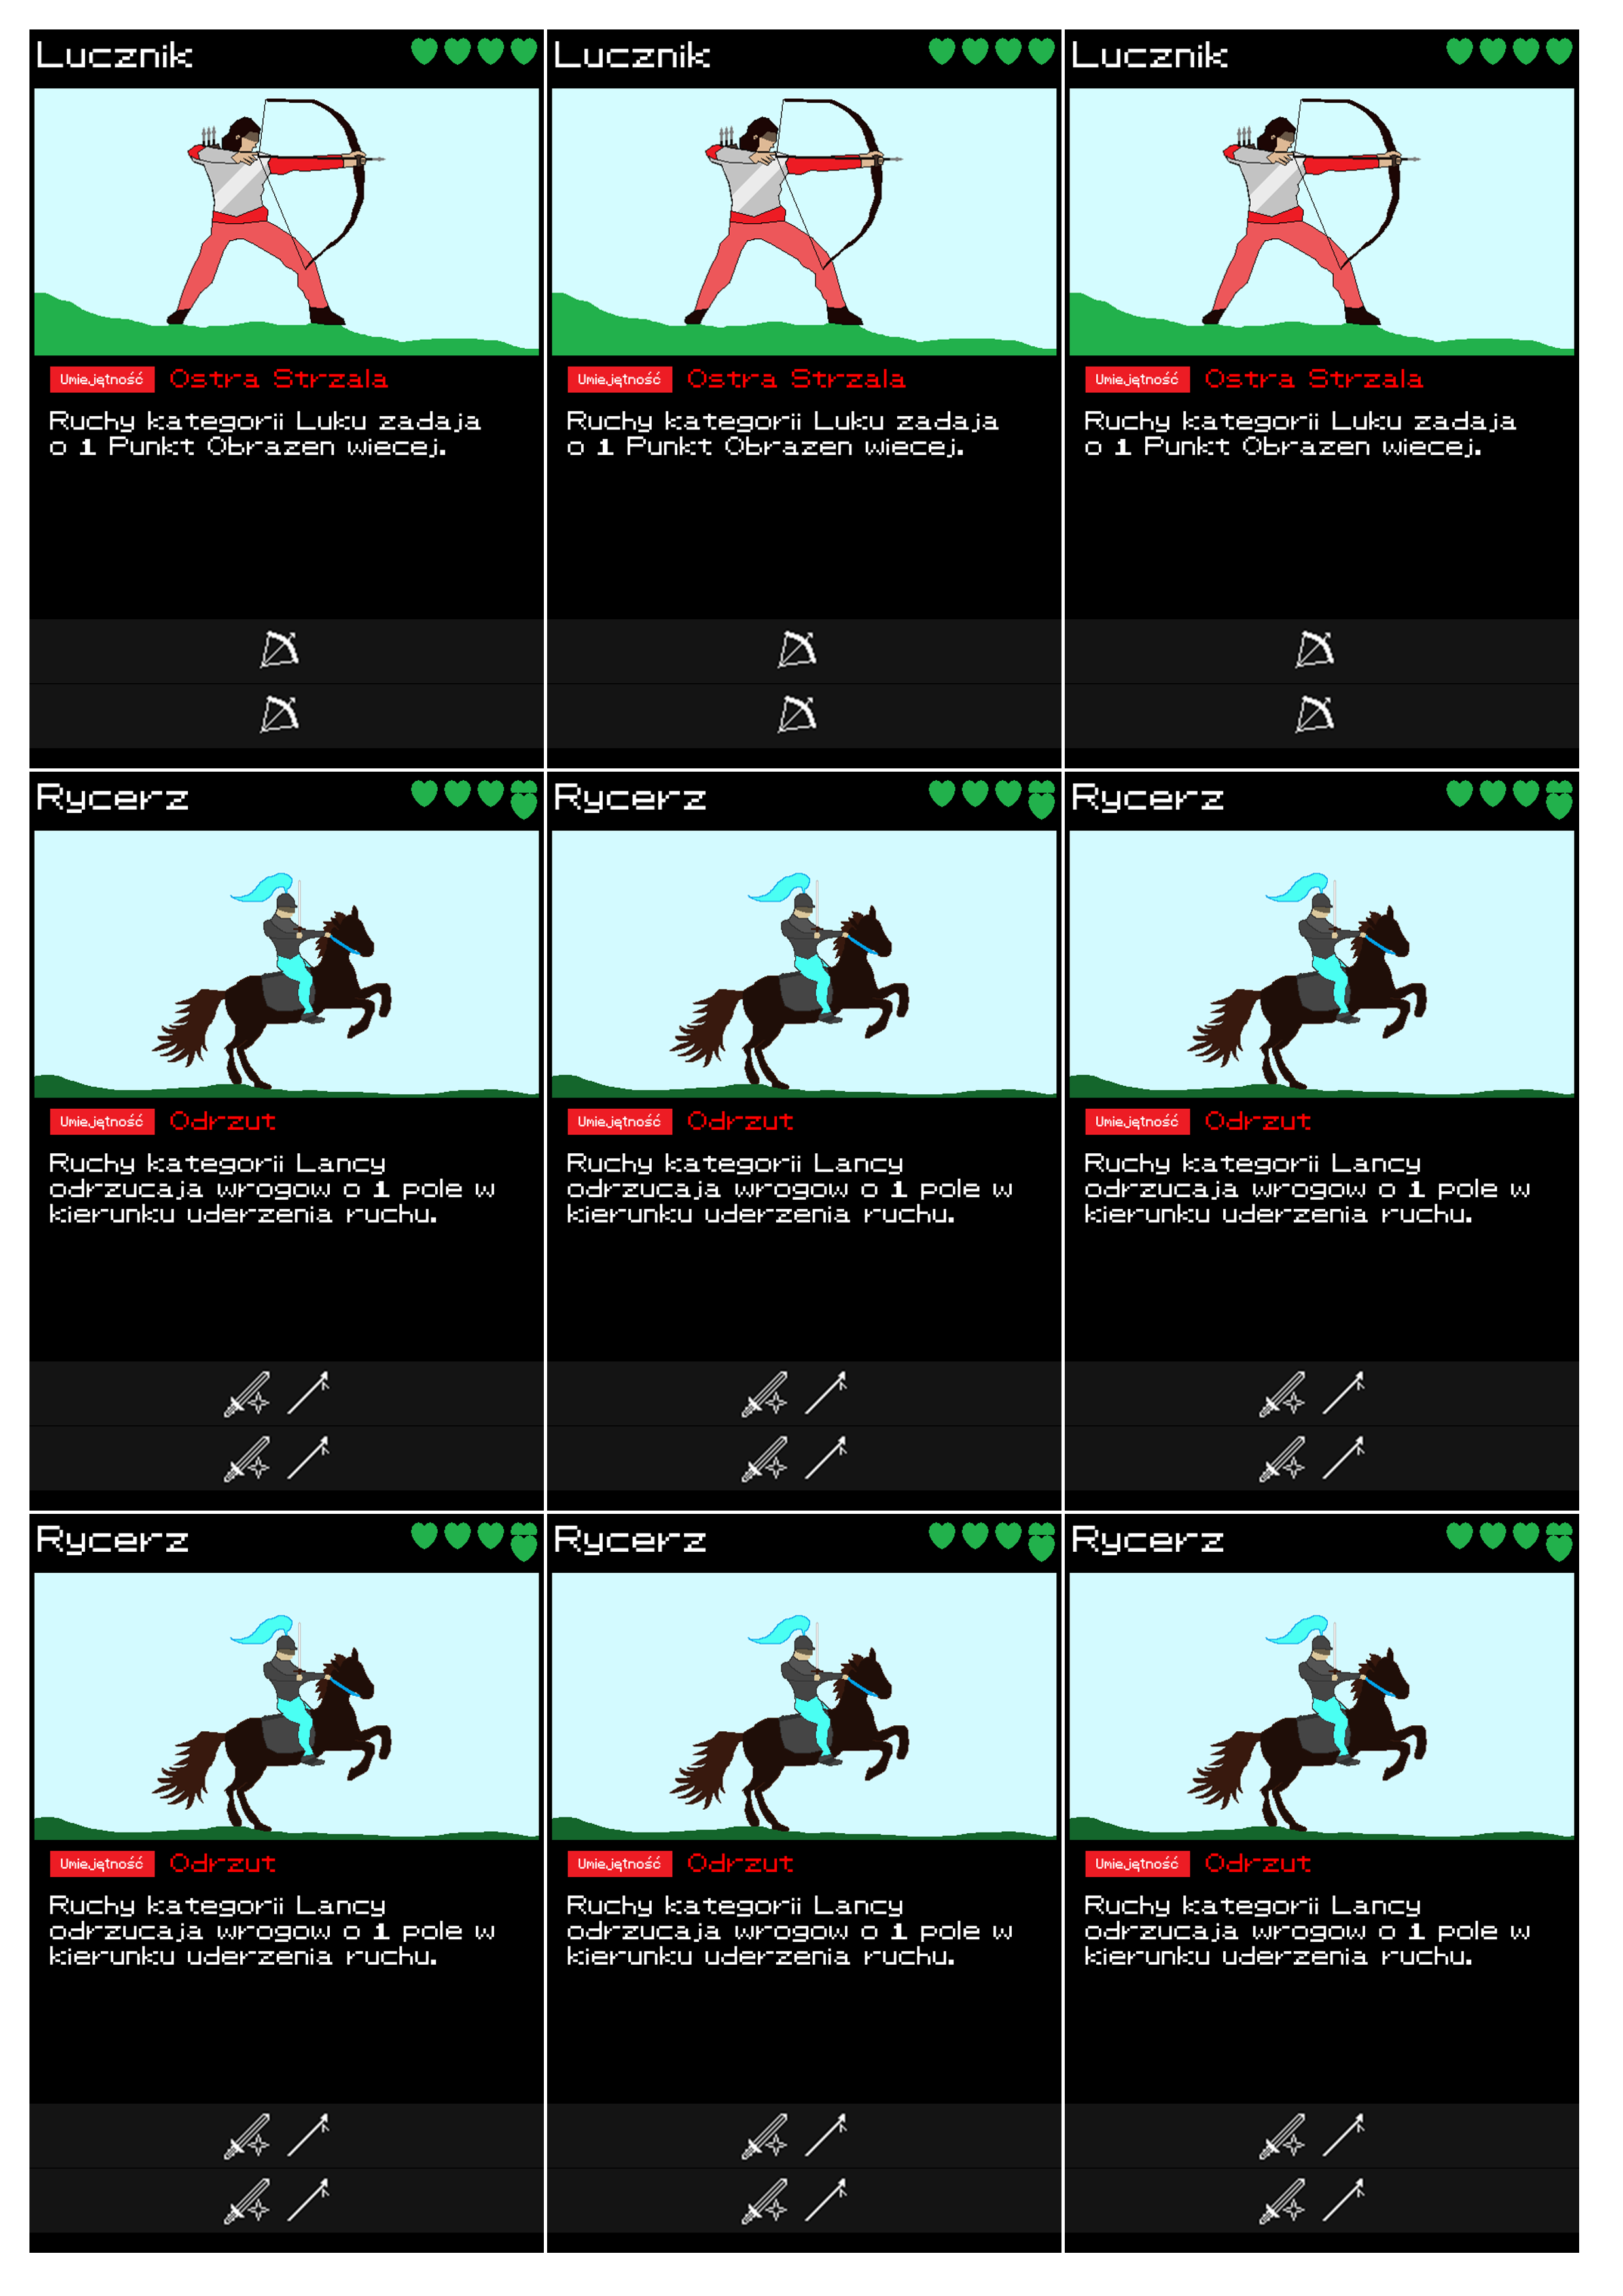 Lucznik
Umiejętność Ostra Strzala
Ruchy kategorii Luku zadaja
o 1 Punkt Obrazen wiecej.
Lucznik
Umiejętność Ostra Strzala
Ruchy kategorii Luku zadaja
o 1 Punkt Obrazen wiecej.
Lucznik
Umiejętność Ostra Strzala
Ruchy kategorii Luku zadaja
o 1 Punkt Obrazen wiecej.
Rycerz
Umiejętność Odrzut
Ruchy kategorii Lancy
odrzucaja wrogow o 1 pole w
kierunku uderzenia ruchu.
Rycerz
Umiejętność Odrzut
Ruchy kategorii Lancy
odrzucaja wrogow o 1 pole w
kierunku uderzenia ruchu.
Rycerz
Umiejętność Odrzut
Ruchy kategorii Lancy
odrzucaja wrogow o 1 pole w
kierunku uderzenia ruchu.
Rycerz
Umiejętność Odrzut
Ruchy kategorii Lancy
odrzucaja wrogow o 1 pole w
kierunku uderzenia ruchu.
Rycerz
Umiejętność Odrzut
Ruchy kategorii Lancy
odrzucaja wrogow o 1 pole w
kierunku uderzenia ruchu.
Rycerz
Umiejętność Odrzut
Ruchy kategorii Lancy
odrzucaja wrogow o 1 pole w
kierunku uderzenia ruchu.